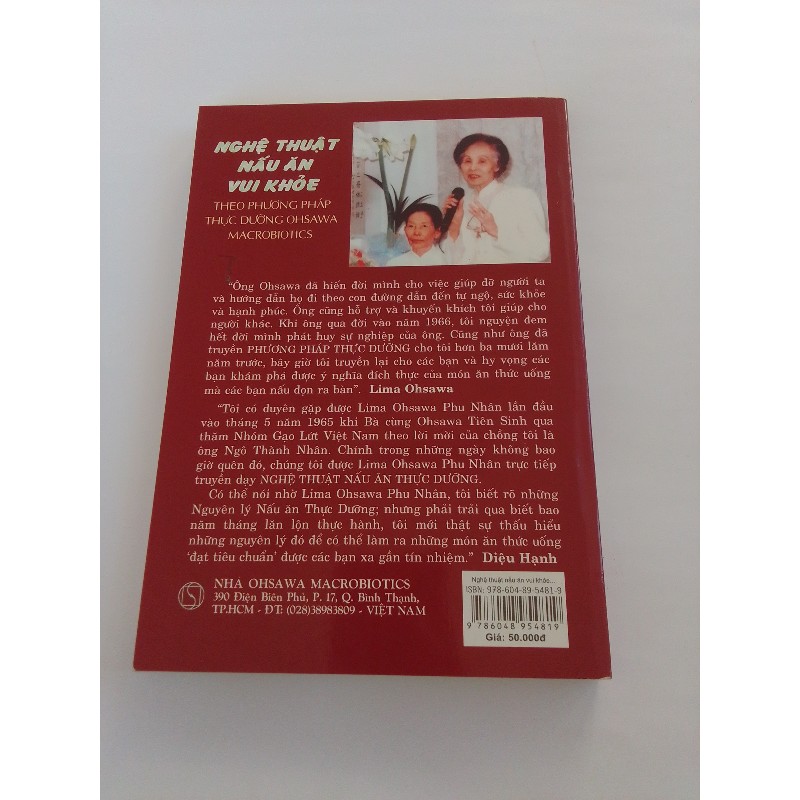 NGHỆ THUẬT
NẤU ĂN
VUI KHỎE
THEO PHƯƠNG PHÁP
THỰC DƯỠNG OHSAWA
MACROBIOTICS
“Ông Ohsawa đã hiến đời mình cho việc giúp đỡ người ta
và hướng dẫn họ đi theo con đường dẫn đến tự ngộ, sức khỏe
và hạnh phúc. Ông cũng hỗ trợ và khuyến khích tôi giúp cho
người khác. Khi ông qua đời vào năm 1966, tôi nguyện đem
hết đời mình phát huy sự nghiệp của ông. Cũng như ông đã
truyền PHƯƠNG PHÁP THỰC DƯỠNG cho tôi hơn ba mươi lăm
năm trước, bây giờ tôi truyền lại cho các bạn và hy vọng các
bạn khám phá được ý nghĩa đích thực của món ăn thức uống
mà các bạn nấu dọn ra bàn”. Lima Ohsawa
“Tôi có duyên gặp được Lima Ohsawa Phu Nhân lần đầu
vào tháng 5 năm 1965 khi Bà cùng Ohsawa Tiên Sinh qua
thăm Nhóm Gạo Lứt Việt Nam theo lời mời của chồng tôi là
ông Ngô Thành Nhân. Chính trong những ngày không bao
giờ quên đó, chúng tôi được Lima Ohsawa Phu Nhân trực tiếp
truyền dạy NGHỆ THUẬT NẤU ĂN THỰC DƯỠNG.
Có thể nói nhờ Lima Ohsawa Phu Nhân, tôi biết rõ những
Nguyên lý Nấu ăn Thực Dưỡng; nhưng phải trải qua biết bao
năm tháng lăn lộn thực hành, tôi mới thật sự thấu hiểu
những nguyên lý đó để có thể làm ra những món ăn thức uống
‘đạt tiêu chuẩn’ được các bạn xa gần tín nhiệm.” Diệu Hạnh
NHA OHSAWA MACROBIOTICS
390 Điện Biên Phủ, P. 17, Q. Bình Thạnh,
TP.HCM - ĐT: (028)38983809 - VIỆT NAM
Nghệ thuật nấu ăn vui khỏe...
ISBN: 978-604-89-5481-9
9 786048 954819
Giá: 50.000đ